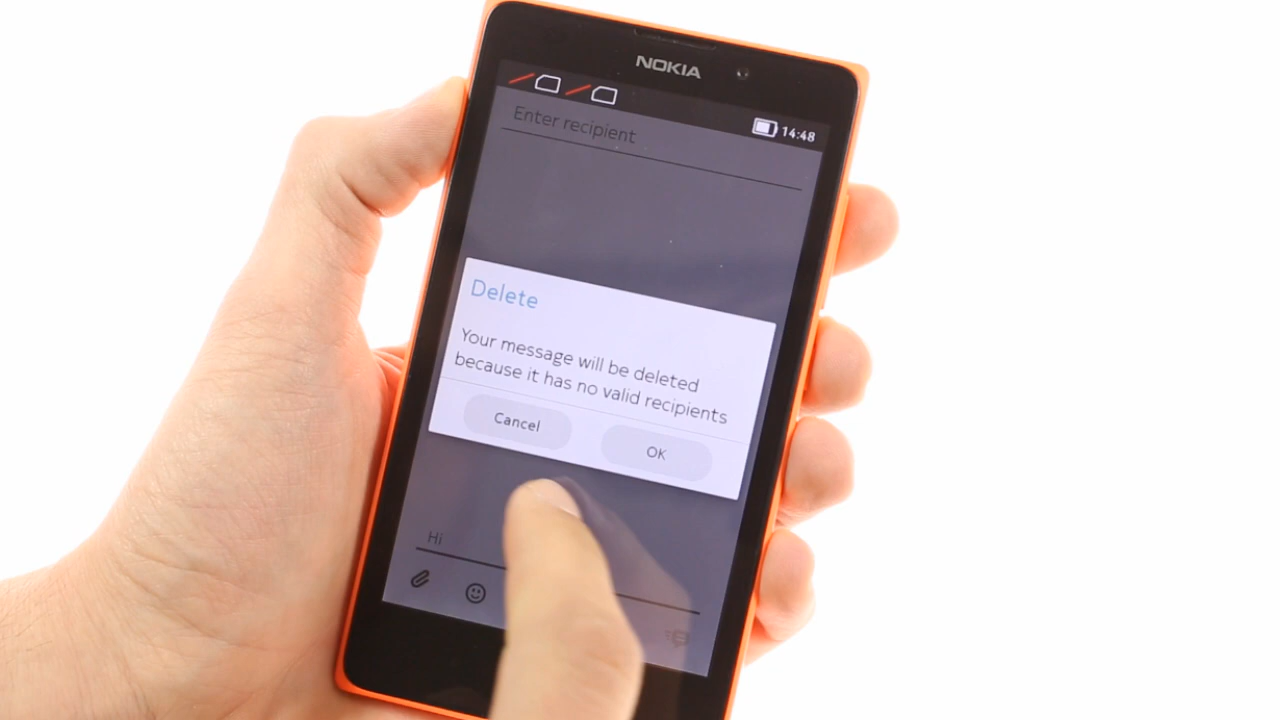 NOKIA
14:48
Enter recipient
Delete
Your message will be deleted
because it has no valid recipients
Cancel OK
Hi